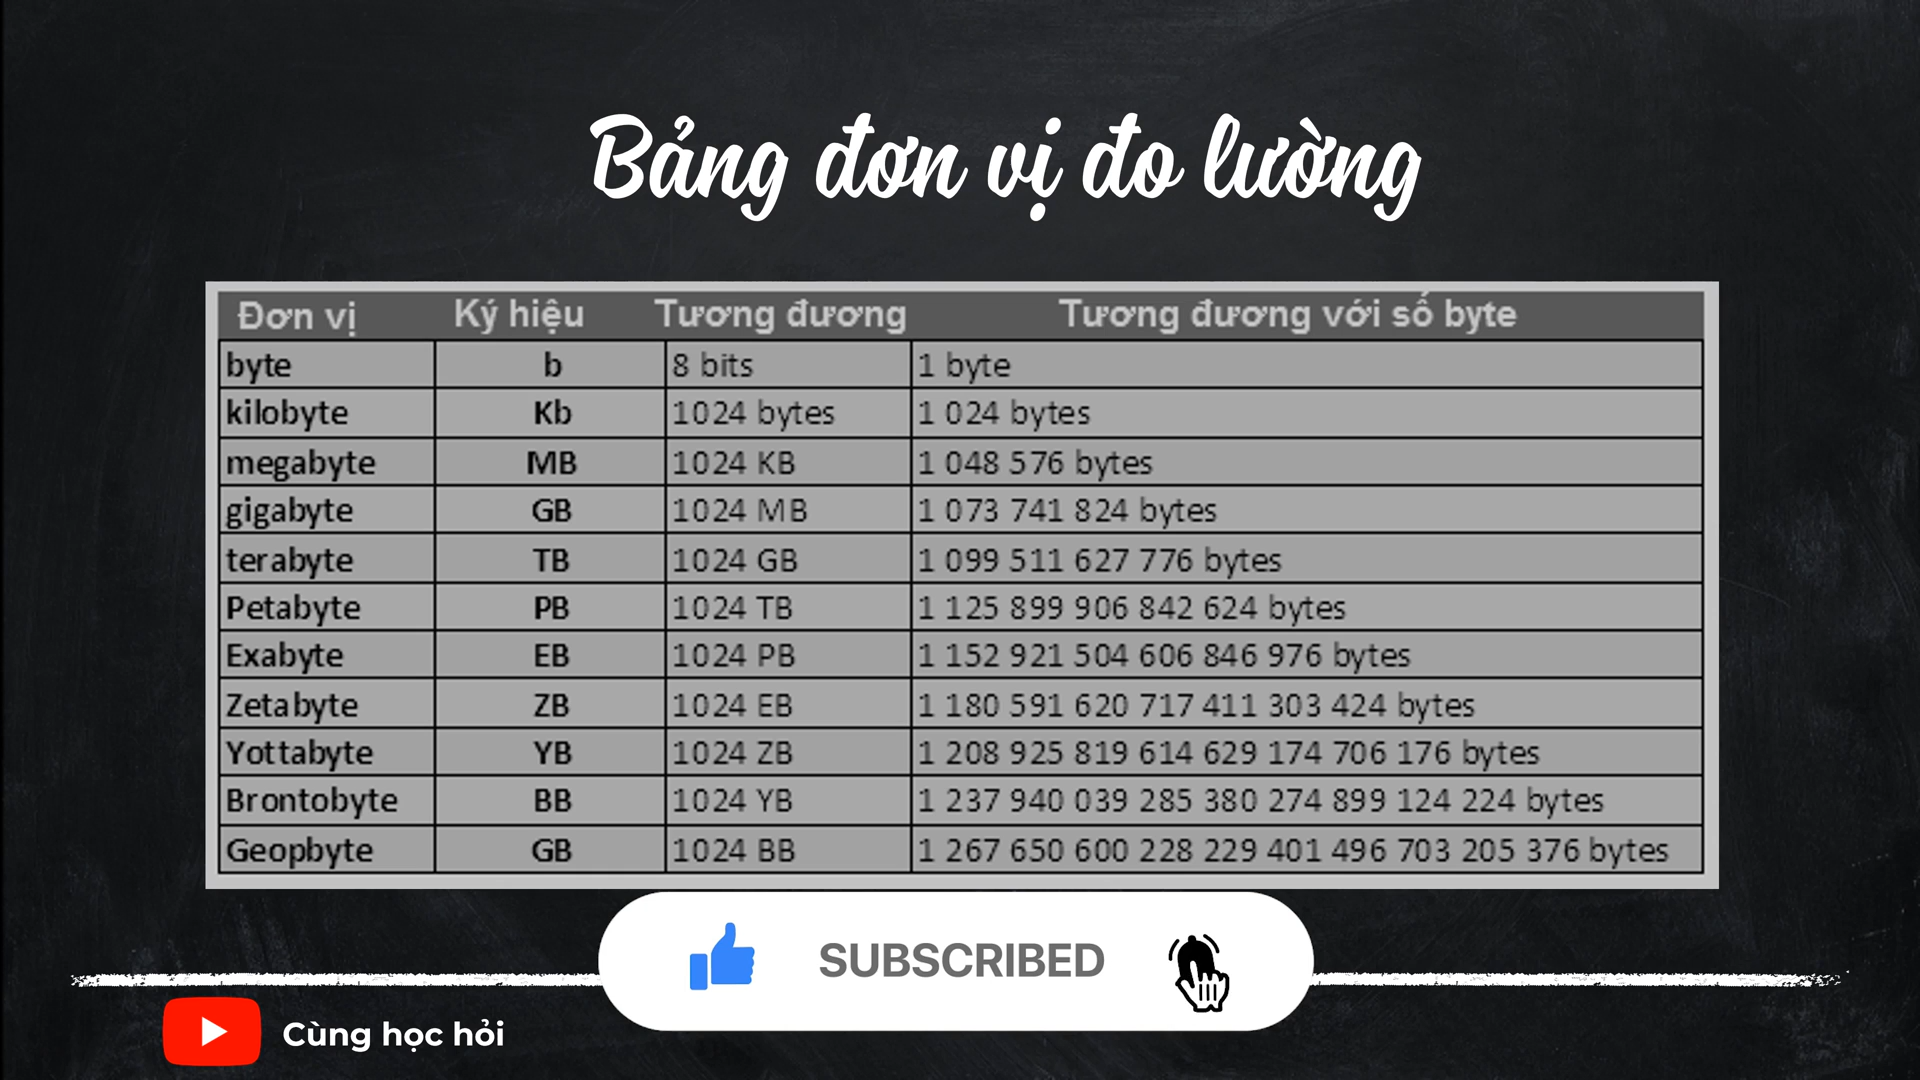 Bảng đơn vị đo lường
Đơn vị Ký hiệu Tương đương Tương đương với số byte
byte b 8 bits 1 byte
kilobyte Kb 1024 bytes 1 024 bytes
megabyte MB 1024 KB 1 048 576 bytes
gigabyte GB 1024 MB 1 073 741 824 bytes
terabyte TB 1024 GB 1 099 511 627 776 bytes
Petabyte PB 1024 TB 1 125 899 906 842 624 bytes
Exabyte EB 1024 PB 1 152 921 504 606 846 976 bytes
Zetabyte ZB 1024 EB 1 180 591 620 717 411 303 424 bytes
Yottabyte YB 1024 ZB 1 208 925 819 614 629 174 706 176 bytes
Brontobyte BB 1024 YB 1 237 940 039 285 380 274 899 124 224 bytes
Geopbyte GB 1024 BB 1 267 650 600 228 229 401 496 703 205 376 bytes
SUBSCRIBED
Cùng học hỏi